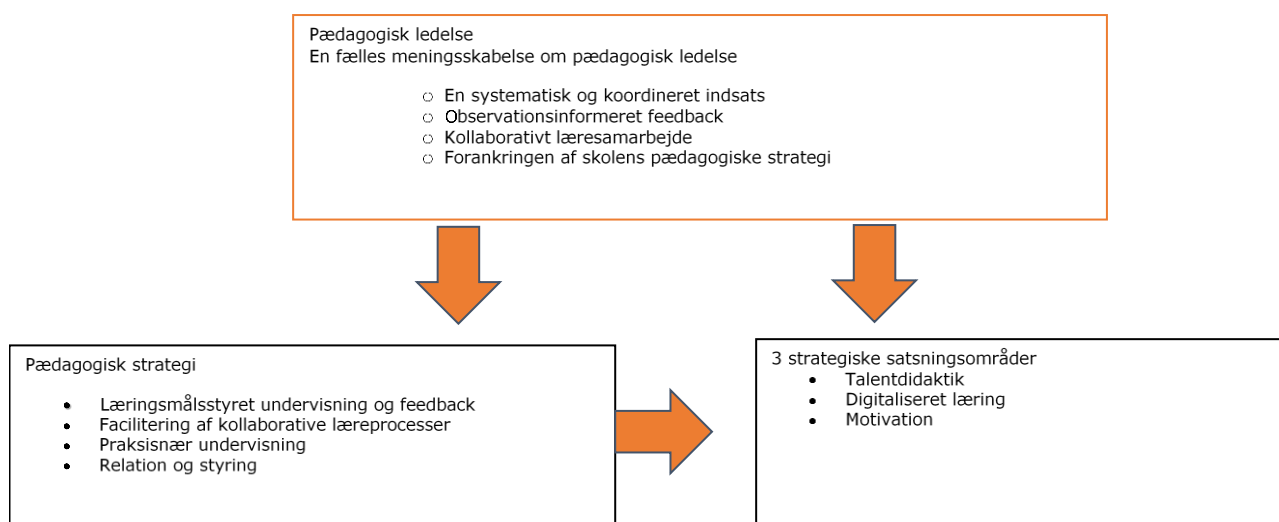 Pædagogisk ledelse
En fælles meningsskabelse om pædagogisk ledelse
○ En systematisk og koordineret indsats
○ Observationsinformeret feedback
○ Kollaborativt læresamarbejde
○ Forankringen af skolens pædagogiske strategi
Pædagogisk strategi
• Læringsmålsstyret undervisning og feedback
• Facilitering af kollaborative læreprocesser
• Praksisnær undervisning
• Relation og styring
3 strategiske satsningsområder
• Talentdidaktik
• Digitaliseret læring
• Motivation